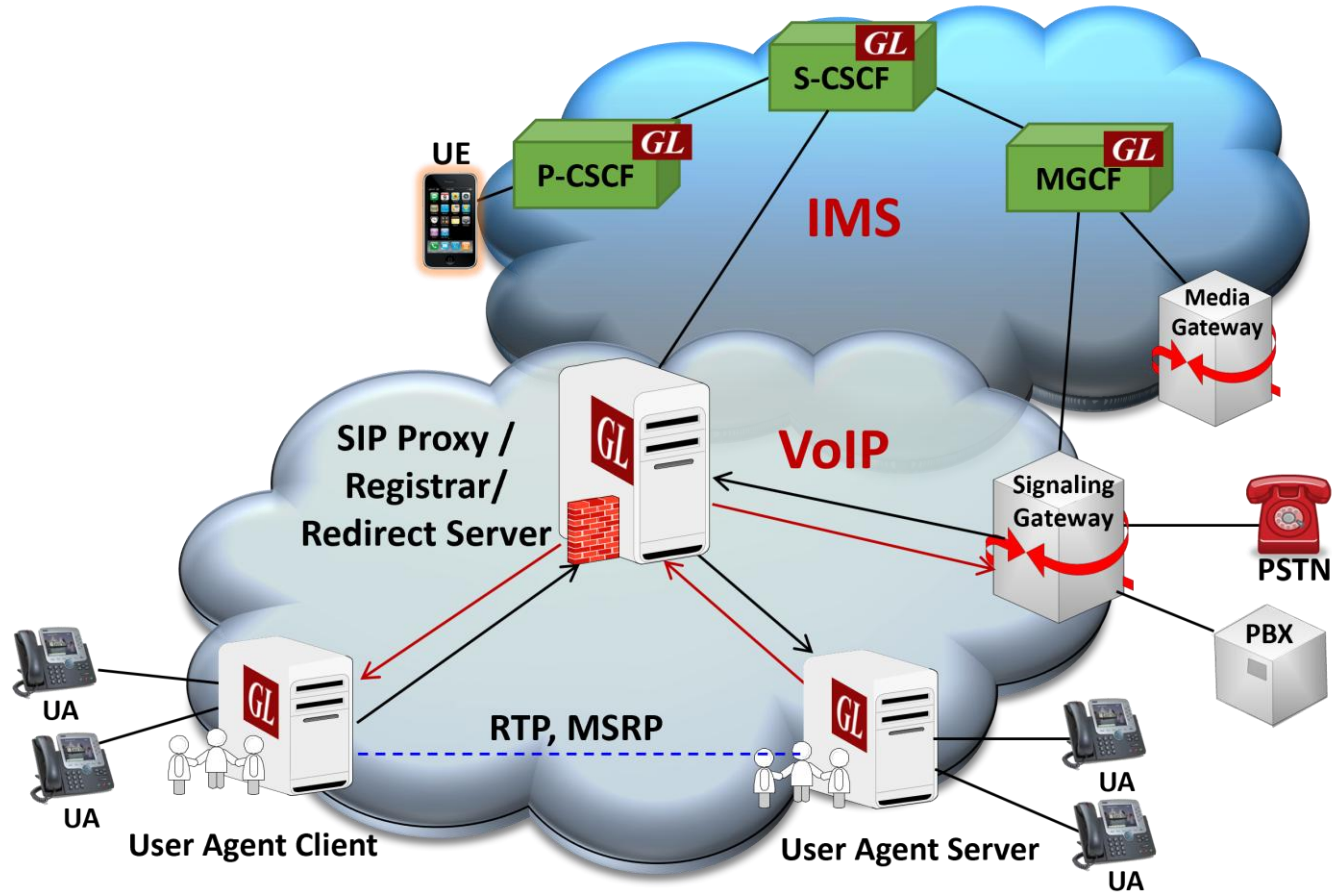 GL
S-CSCF
GL
P-CSCF
GL
MGCF
UE
IMS
Media
Gateway
SIP Proxy /
Registrar/
Redirect Server
GL
VoIP
Signaling
Gateway
PSTN
PBX
UA
UA
GL
RTP, MSRP
GL
UA
UA
User Agent Client
User Agent Server